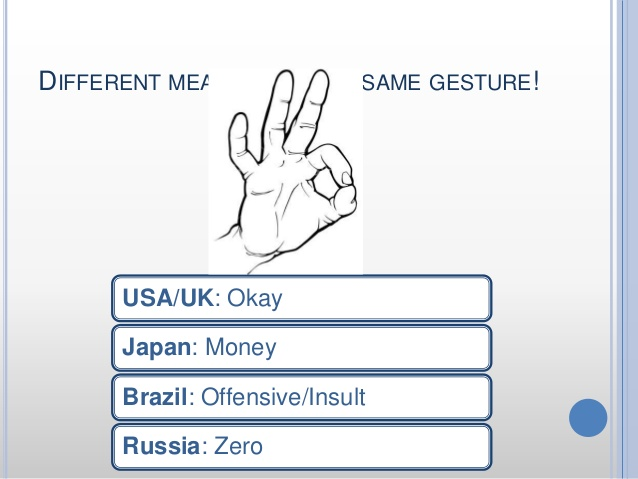 DIFFERENT MEA SAME GESTURE!
USA/UK: Okay
Japan: Money
Brazil: Offensive/Insult
Russia: Zero